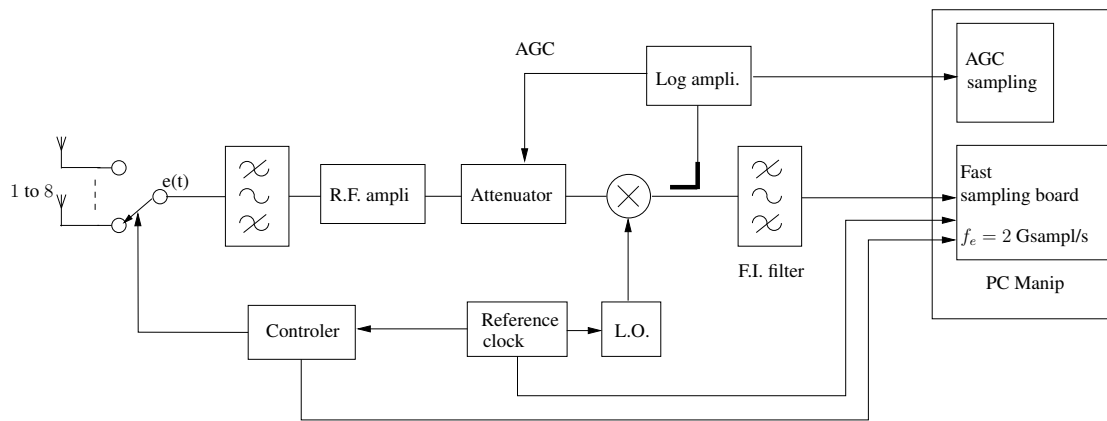 AGC
Log ampli.
AGC
sampling
1 to 8
e(t)
R.F. ampli
Attenuator
Fast
sampling board
f_e = 2 Gsampl/s
F.I. filter
PC Manip
Controler
Reference
clock
L.O.